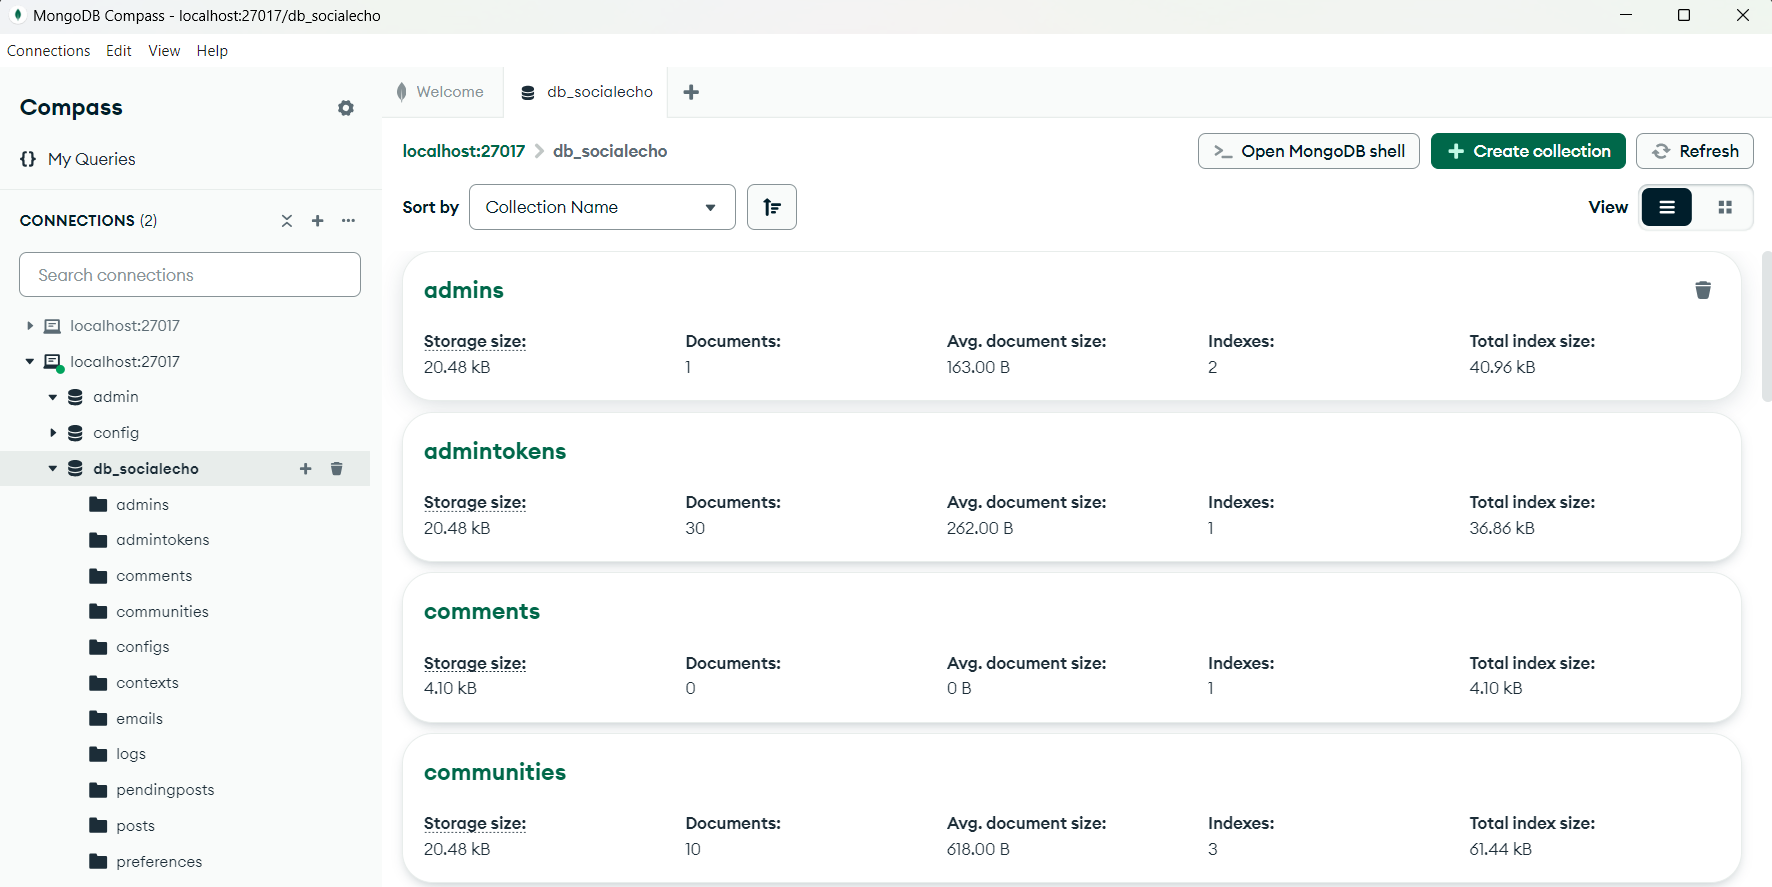 MongoDB Compass - localhost:27017/db_socialecho
Connections Edit View Help
Compass
My Queries
CONNECTIONS (2)
Search connections
localhost:27017
localhost:27017
admin
config
db_socialecho
admins
admintokens
comments
communities
configs
contexts
emails
logs
pendingposts
posts
preferences
Welcome db_socialecho
localhost:27017 db_socialecho
>_ Open MongoDB shell + Create collection Refresh
Sort by Collection Name View
admins
Storage size: Documents: Avg. document size: Indexes: Total index size:
20.48 kB 1 163.00 B 2 40.96 kB
admintokens
Storage size: Documents: Avg. document size: Indexes: Total index size:
20.48 kB 30 262.00 B 1 36.86 kB
comments
Storage size: Documents: Avg. document size: Indexes: Total index size:
4.10 kB 0 0 B 1 4.10 kB
communities
Storage size: Documents: Avg. document size: Indexes: Total index size:
20.48 kB 10 618.00 B 3 61.44 kB